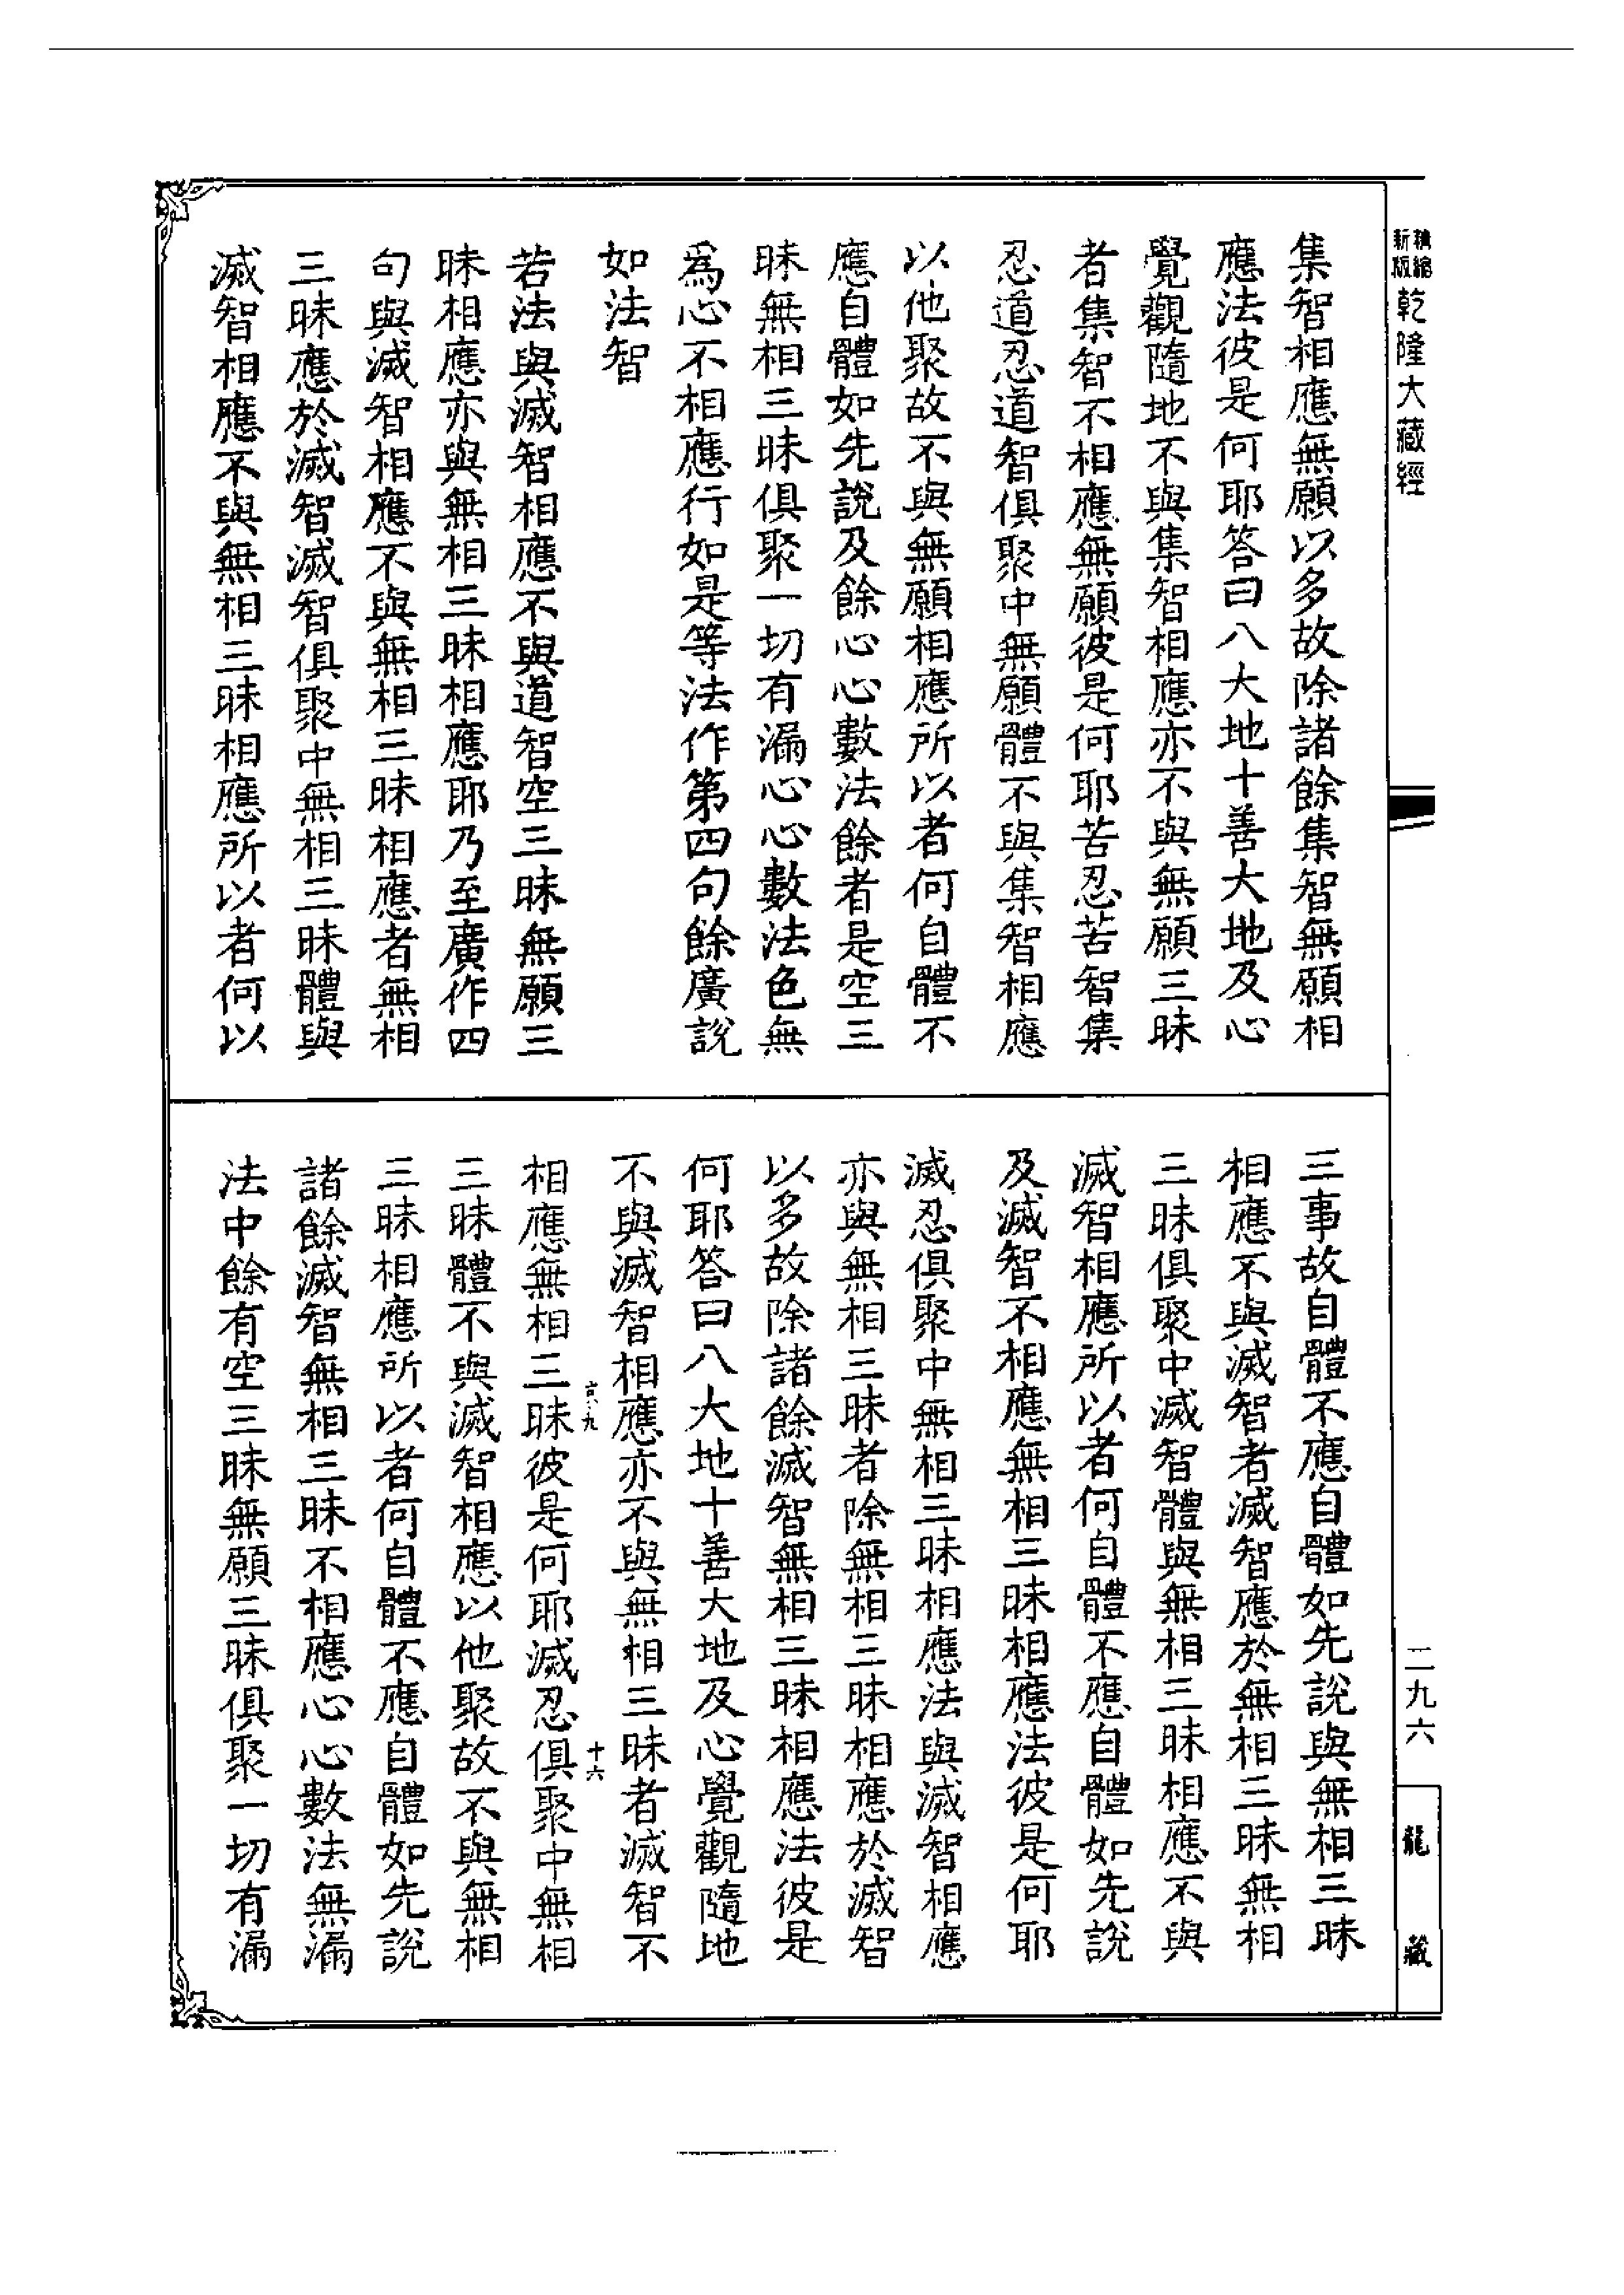 新版精縮乾隆大藏經
集智相應無願以多故除諸餘集智無願相
應法彼是何耶答曰八大地十善大地及心
覺觀隨地不與集智相應亦不與無願三昧
者集智不相應無願彼是何耶苦忍苦智集
忍道忍道智俱聚中無願體不與集智相應
以他聚故不與無願相應所以者何自體不
應自體如先說及餘心心數法餘者是空三
昧無相三昧俱聚一切有漏心心數法色無
為心不相應行如是等法作第四句餘廣說
如法智
若法與滅智相應不與道智空三昧無願三
昧相應亦與無相三昧相應耶乃至廣作四
句與滅智相應不與無相三昧相應者無相
三昧應於滅智滅智俱聚中無相三昧體與
滅智相應不與無相三昧相應所以者何以
三事故自體不應自體如先說與無相三昧
相應不與滅智者滅智應於無相三昧無相
三昧俱聚中滅智體與無相三昧相應不與
滅智相應所以者何自體不應自體如先說
及滅智不相應無相三昧相應法彼是何耶
滅忍俱聚中無相三昧相應法與滅智相應
亦與無相三昧者除無相三昧相應於滅智
以多故除諸餘滅智無相三昧相應法彼是
何耶答曰八大地十善大地及心覺觀隨地
不與滅智相應亦不與無相三昧者滅智不
相應無相三昧彼是何耶滅忍俱聚中無相
三昧體不與滅智相應以他聚故不與無相
三昧相應所以者何自體不應自體如先說
諸餘滅智無相三昧不相應心心數法無漏
法中餘有空三昧無願三昧俱聚一切有漏
十六
二九六
龍藏